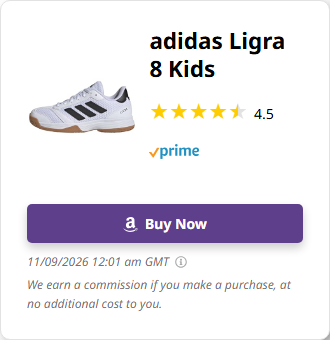 adidas Ligra
8 Kids
4.5
prime
Buy Now
11/09/2026 12:01 am GMT
We earn a commission if you make a purchase, at
no additional cost to you.